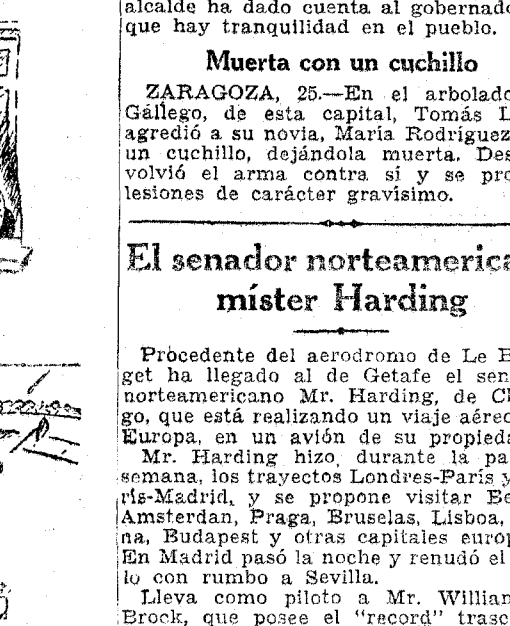 alcalde ha dado cuenta al gobernado
que hay tranquilidad en el pueblo.
Muerta con un cuchillo
ZARAGOZA, 25.—En el arbolado
Gállego, de esta capital, Tomás L
agredió a su novia, María Rodríguez
un cuchillo, dejándola muerta. Des
volvió el arma contra sí y se pro
lesiones de carácter gravísimo.
El senador norteamerica
míster Harding
Procedente del aerodromo de Le B
get ha llegado al de Getafe el sen
norteamericano Mr. Harding, de Ch
go, que está realizando un viaje aéreo
Europa, en un avión de su propieda
Mr. Harding hizo, durante la pa
semana, los trayectos Londres-París y
rís-Madrid, y se propone visitar Be
Amsterdan, Praga, Bruselas, Lisboa,
na, Budapest y otras capitales europ
En Madrid pasó la noche y renudó el
lo con rumbo a Sevilla.
Lleva como piloto a Mr. William
Brock, que posee el "record" trasc